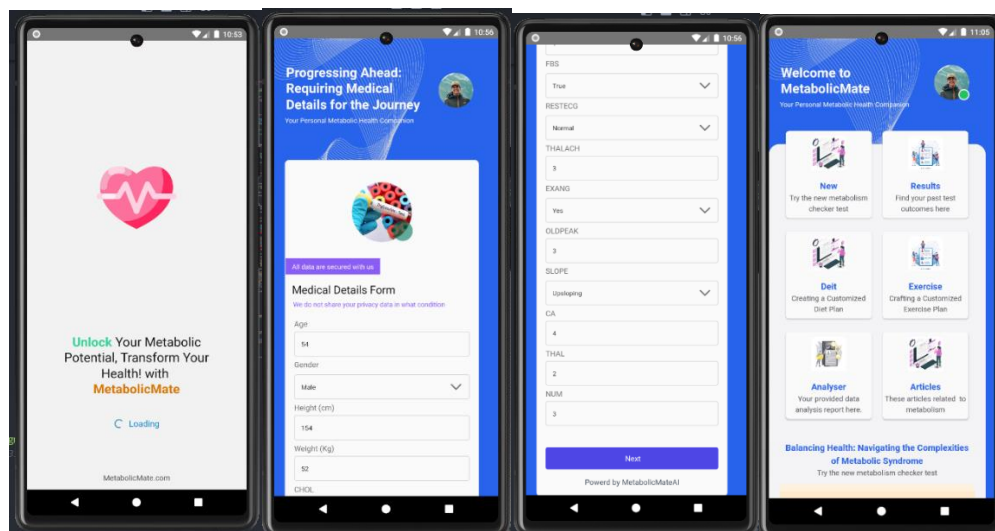 10:53
Unlock Your Metabolic
Potential, Transform Your
Health! with
MetabolicMate
Loading
MetabolicMate.com
10:56
Progressing Ahead:
Requiring Medical
Details for the Journey
Your Personal Metabolic Health Companion
All data are secured with us
Medical Details Form
We do not share your privacy data in what condition
Age
54
Gender
Male
Height (cm)
154
Weight (Kg)
52
CHOL
10:56
FBS
True
RESTECG
Normal
THALACH
3
EXANG
Yes
OLDPEAK
3
SLOPE
Upsloping
CA
4
THAL
2
NUM
3
Next
Powerd by MetabolicMateAI
11:05
Welcome to
MetabolicMate
Your Personal Metabolic Health Companion
New
Try the new metabolism
checker test
Results
Find your past test
outcomes here
Deit
Creating a Customized
Diet Plan
Exercise
Crafting a Customized
Exercise Plan
Analyser
Your provided data
analysis report here.
Articles
These articles related to
metabolism
Balancing Health: Navigating the Complexities
of Metabolic Syndrome
Try the new metabolism checker test